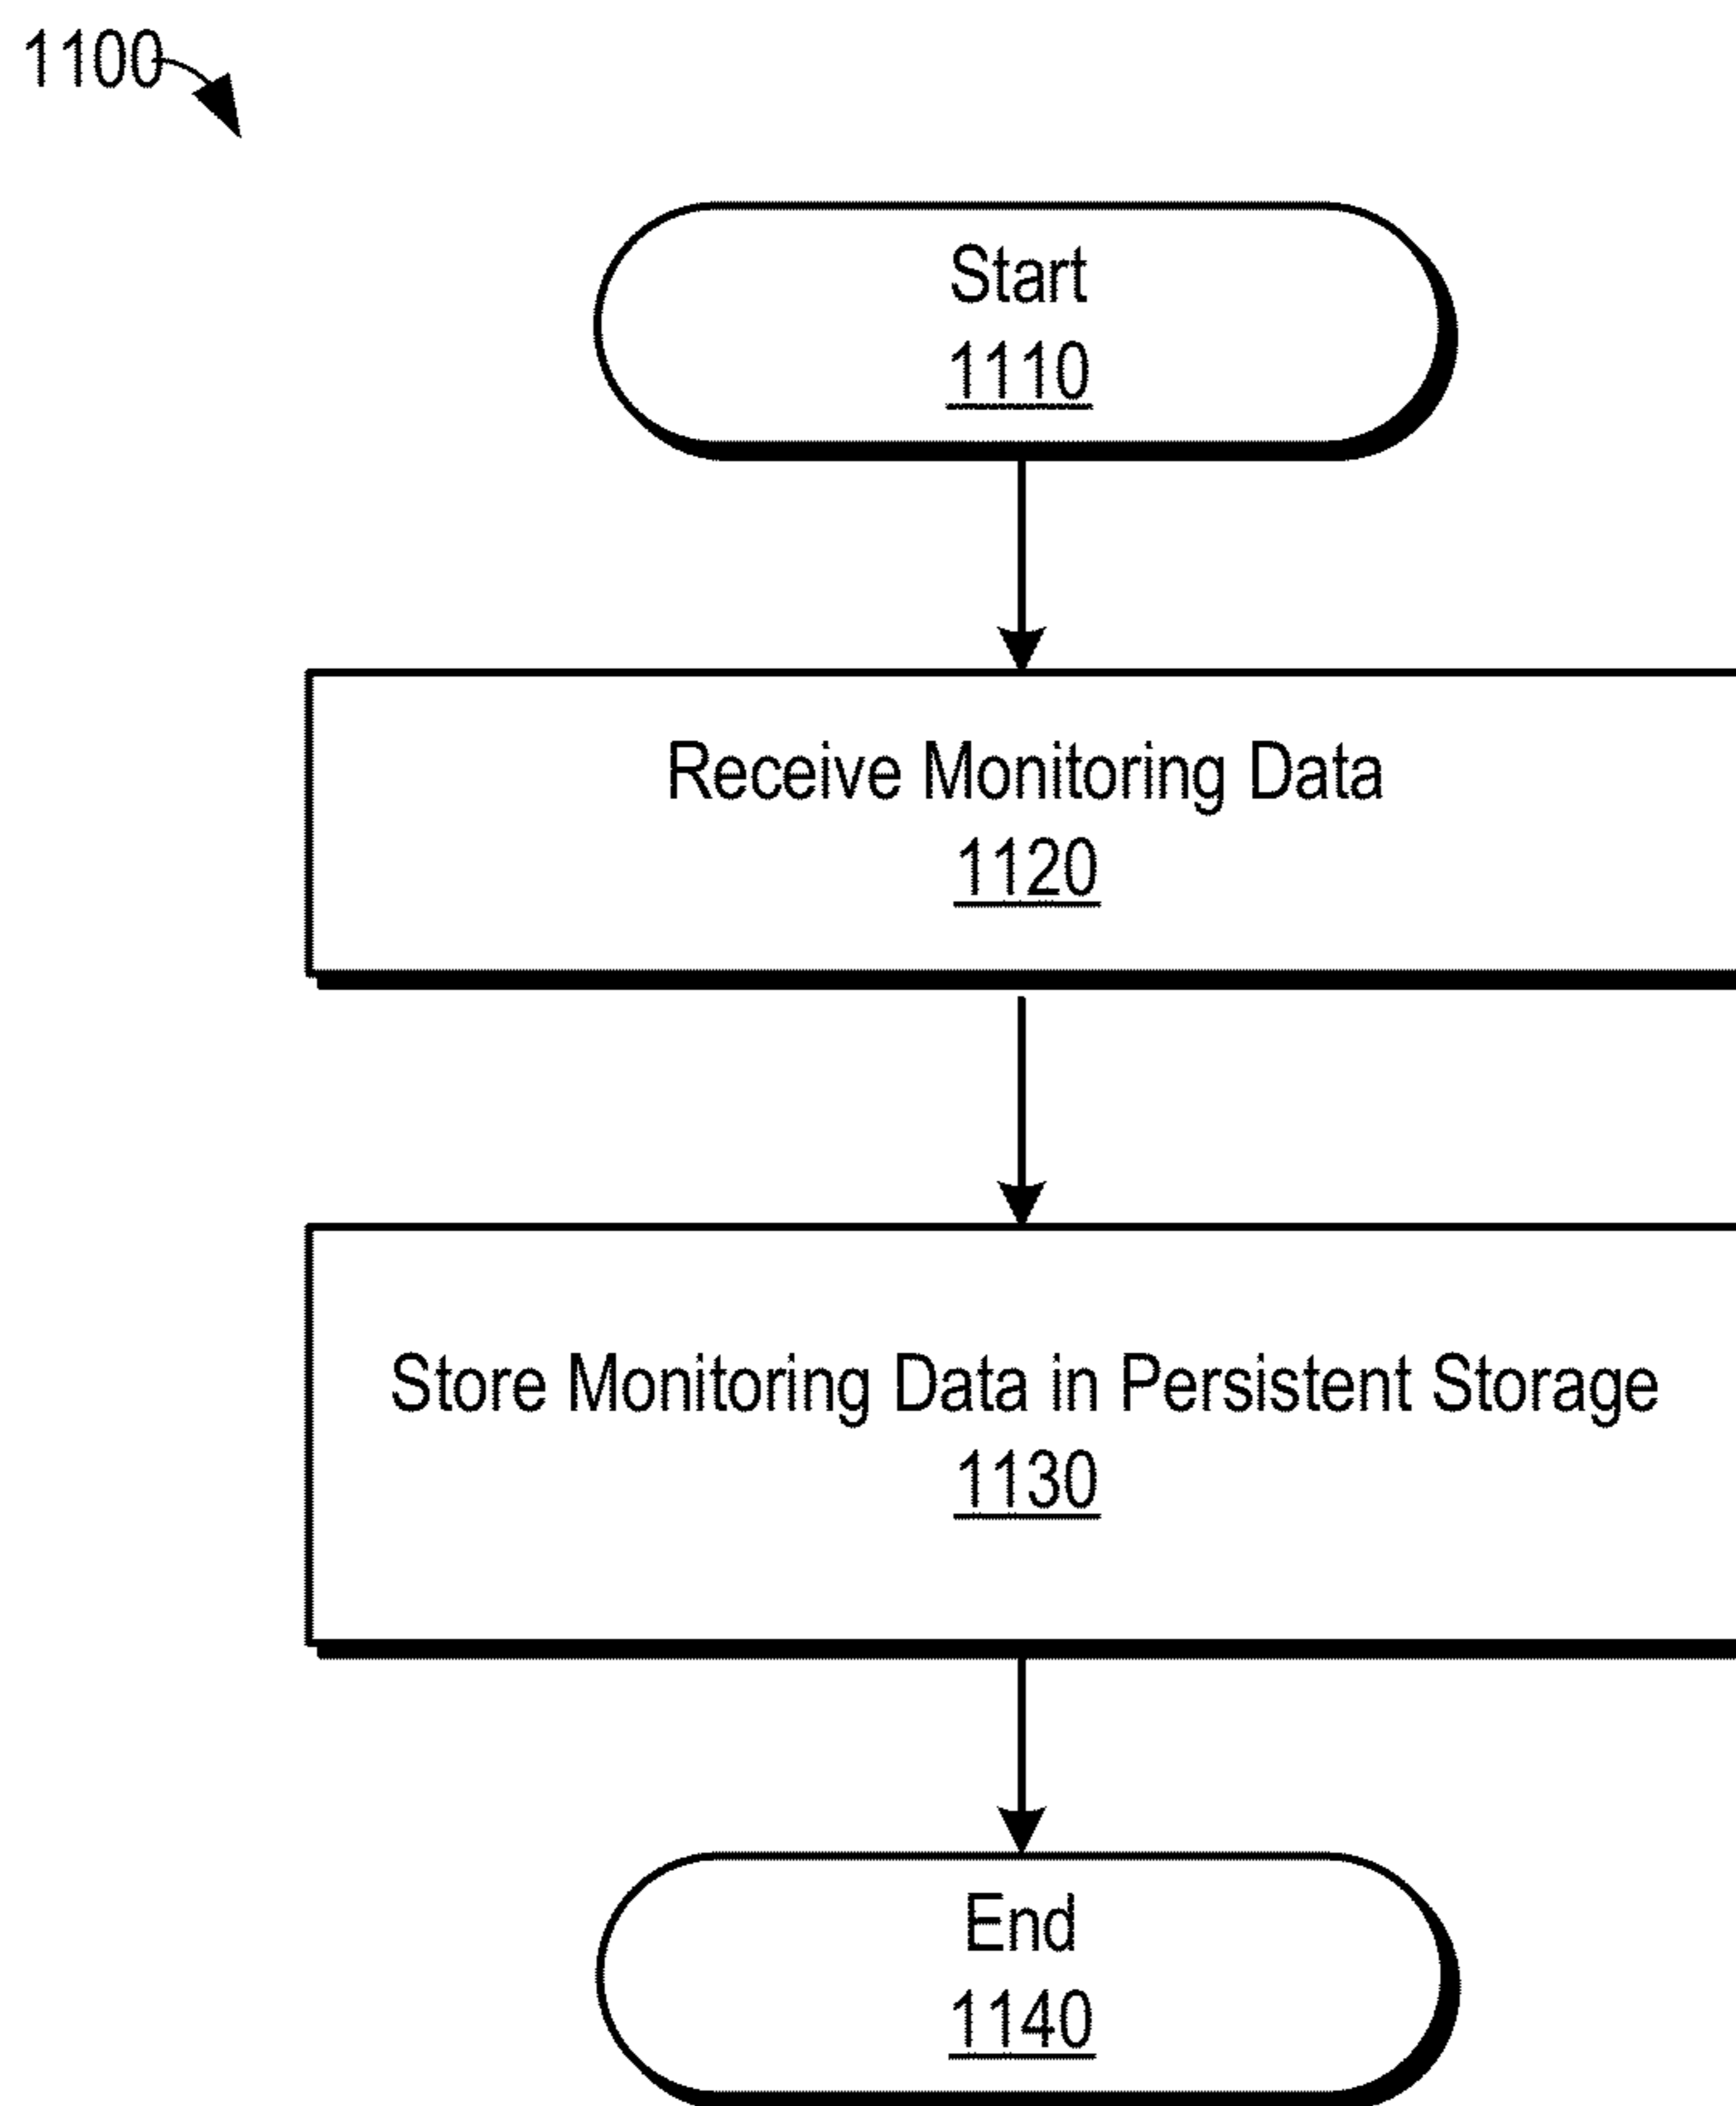 1100
Start
1110
Receive Monitoring Data
1120
Store Monitoring Data in Persistent Storage
1130
End
1140